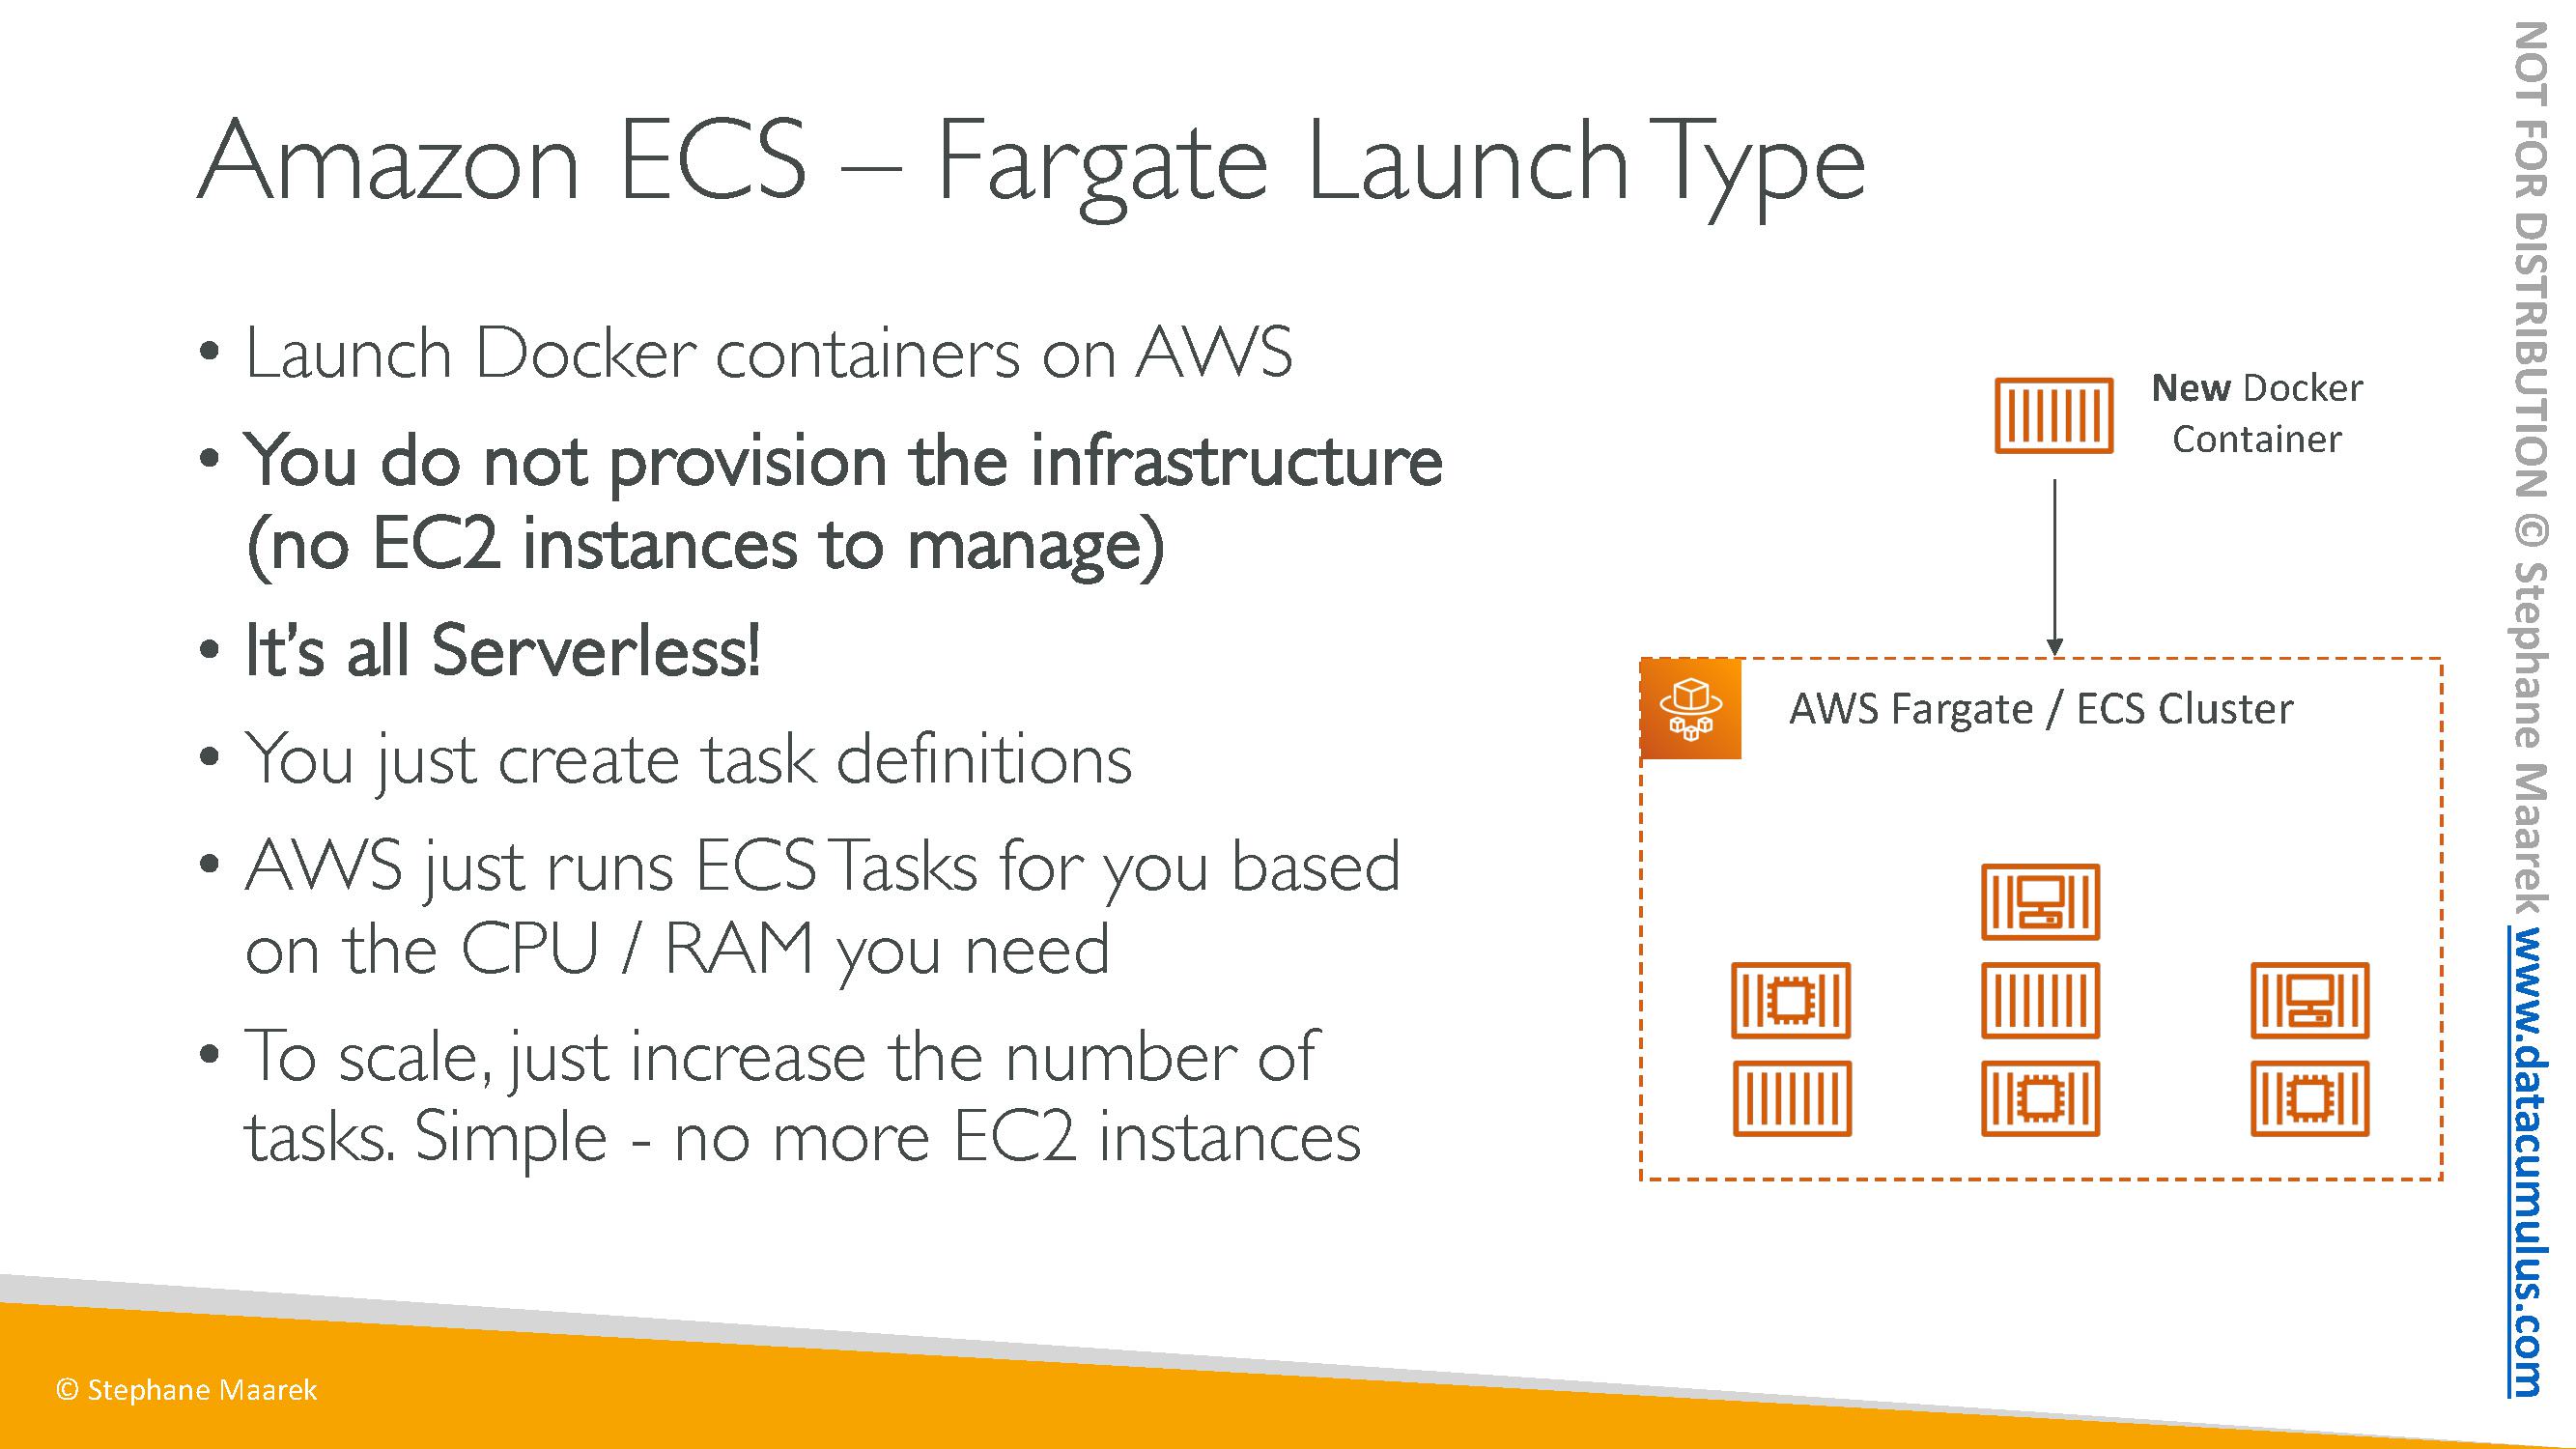 Amazon ECS – Fargate Launch Type
• Launch Docker containers on AWS
• You do not provision the infrastructure
(no EC2 instances to manage)
• It’s all Serverless!
• You just create task definitions
• AWS just runs ECS Tasks for you based
on the CPU / RAM you need
• To scale, just increase the number of
tasks. Simple - no more EC2 instances
New Docker
Container
AWS Fargate / ECS Cluster
© Stephane Maarek
NOT FOR DISTRIBUTION © Stephane Maarek www.datacumulus.com